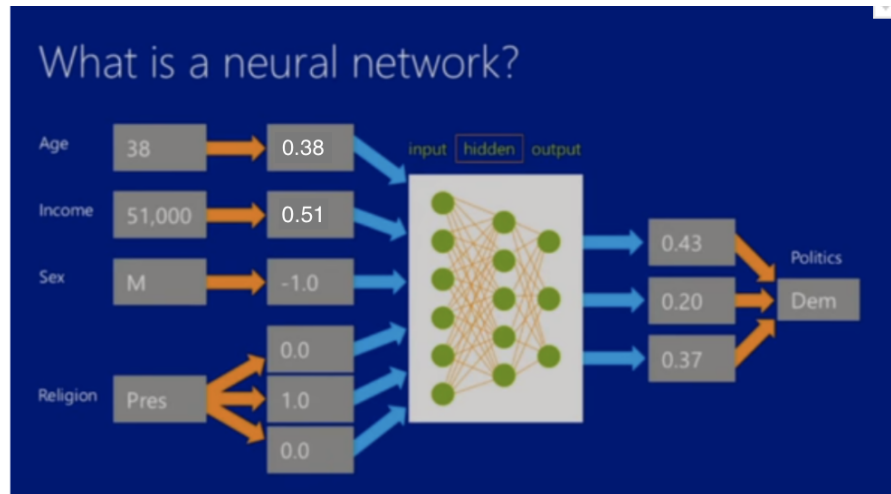 What is a neural network?
Age 38 0.38
input hidden output
Income 51,000 0.51
0.43
Politics
Sex M -1.0
0.20 Dem
0.0
0.37
Religion Pres 1.0
0.0